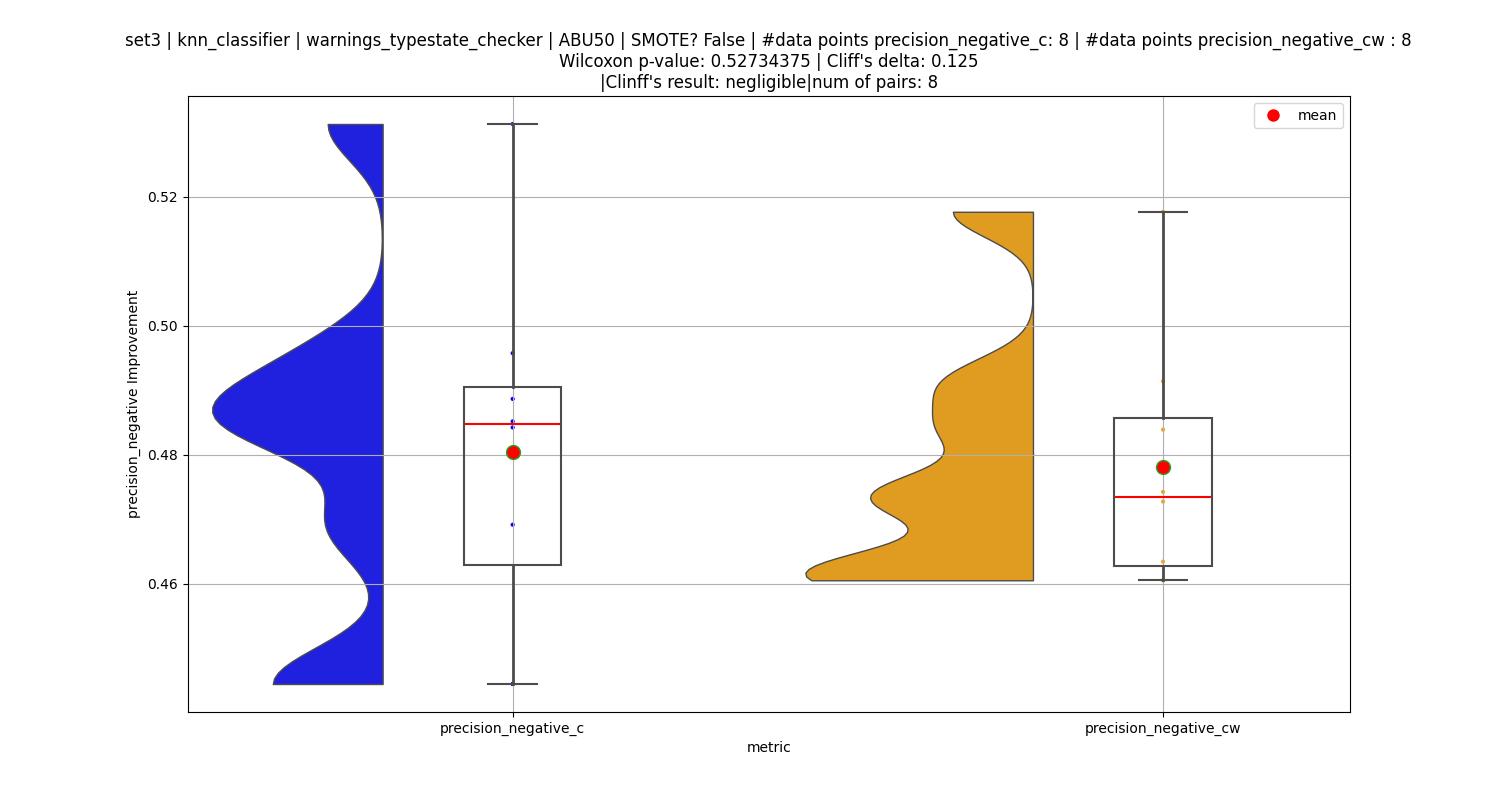 set3 | knn_classifier | warnings_typestate_checker | ABU50 | SMOTE? False | #data points precision_negative_c: 8 | #data points precision_negative_cw : 8
Wilcoxon p-value: 0.52734375 | Cliff's delta: 0.125
|Clinff's result: negligible|num of pairs: 8
mean
precision_negative Improvement
0.52
0.50
0.48
0.46
precision_negative_c
precision_negative_cw
metric